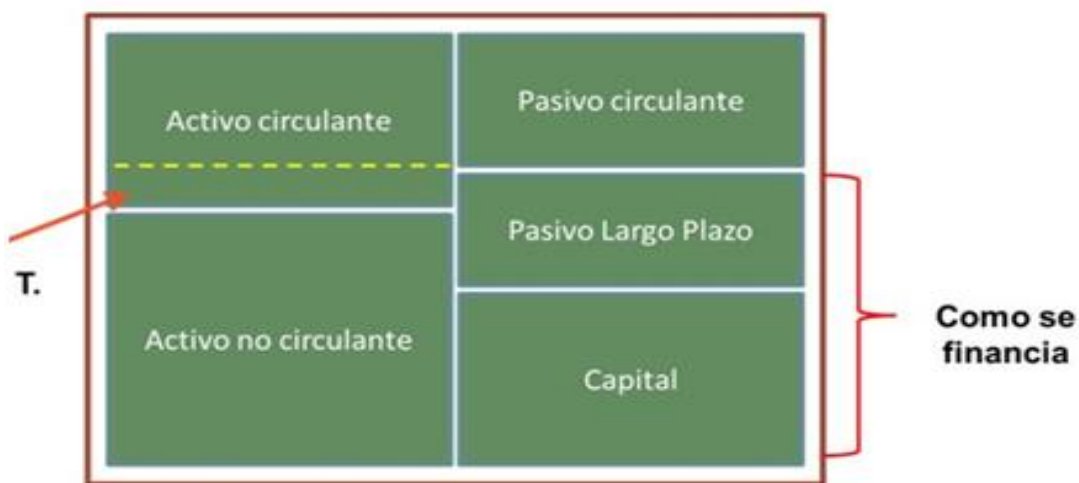 Activo circulante
Pasivo circulante
Pasivo Largo Plazo
T.
Activo no circulante
Capital
Como se
financia